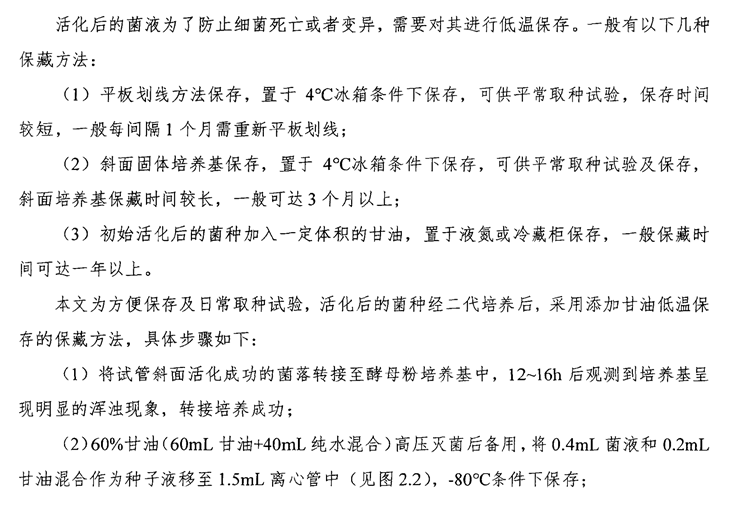 活化后的菌液为了防止细菌死亡或者变异，需要对其进行低温保存。一般有以下几种
保藏方法：
（1）平板划线方法保存，置于 4℃冰箱条件下保存，可供平常取种试验，保存时间
较短，一般每间隔 1 个月需重新平板划线；
（2）斜面固体培养基保存，置于 4℃冰箱条件下保存，可供平常取种试验及保存，
斜面培养基保藏时间较长，一般可达 3 个月以上；
（3）初始活化后的菌种加入一定体积的甘油，置于液氮或冷藏柜保存，一般保藏时
间可达一年以上。
本文为方便保存及日常取种试验，活化后的菌种经二代培养后，采用添加甘油低温保
存的保藏方法，具体步骤如下：
（1）将试管斜面活化成功的菌落转接至酵母粉培养基中，12~16h 后观测到培养基呈
现明显的浑浊现象，转接培养成功；
（2）60%甘油（60mL 甘油+40mL 纯水混合）高压灭菌后备用，将 0.4mL 菌液和 0.2mL
甘油混合作为种子液移至 1.5mL 离心管中（见图 2.2），-80℃条件下保存；